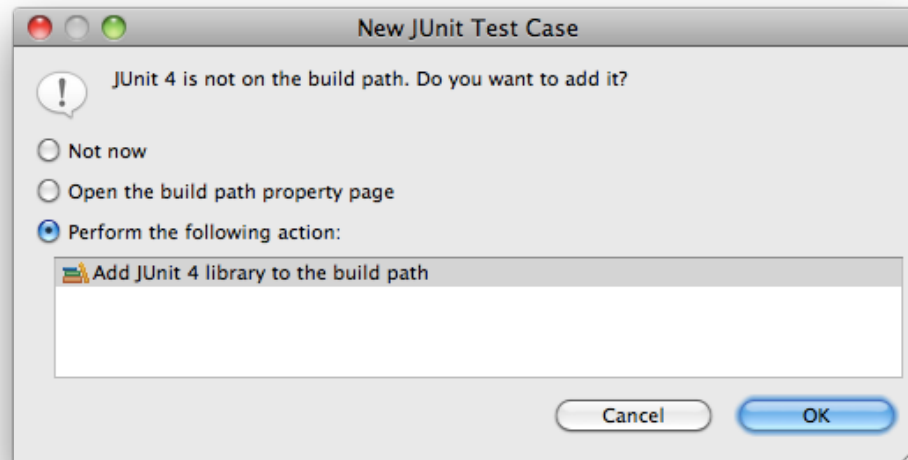 New JUnit Test Case
JUnit 4 is not on the build path. Do you want to add it?
Not now
Open the build path property page
Perform the following action:
Add JUnit 4 library to the build path
Cancel OK